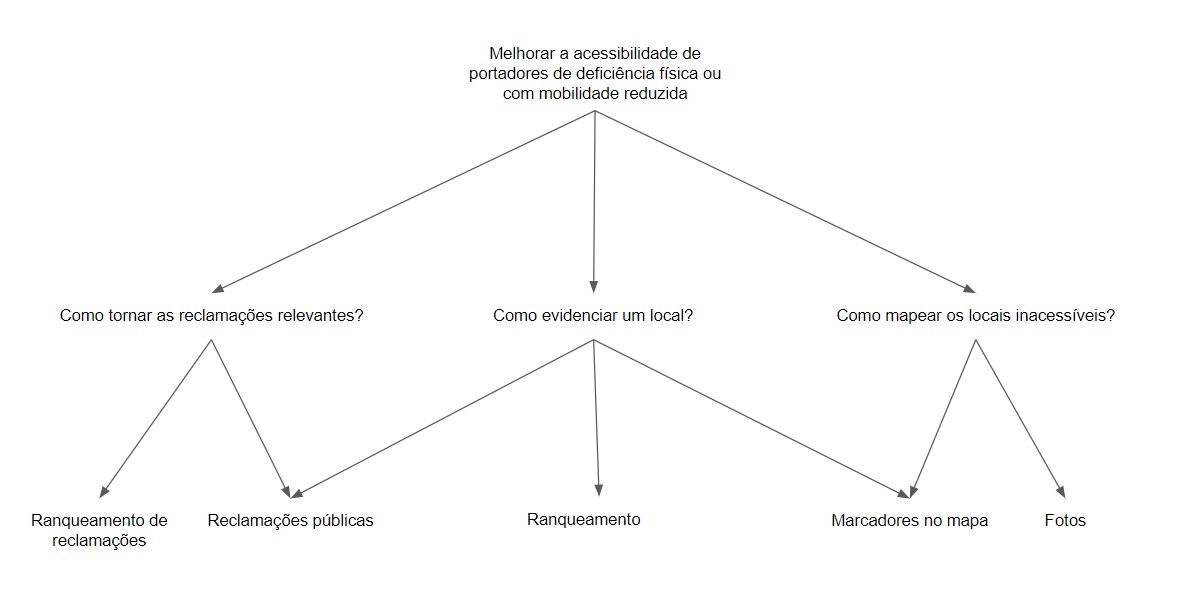 Melhorar a acessibilidade de
portadores de deficiência física ou
com mobilidade reduzida
Como tornar as reclamações relevantes?
Como evidenciar um local?
Como mapear os locais inacessíveis?
Ranqueamento de
reclamações
Reclamações públicas
Ranqueamento
Marcadores no mapa
Fotos